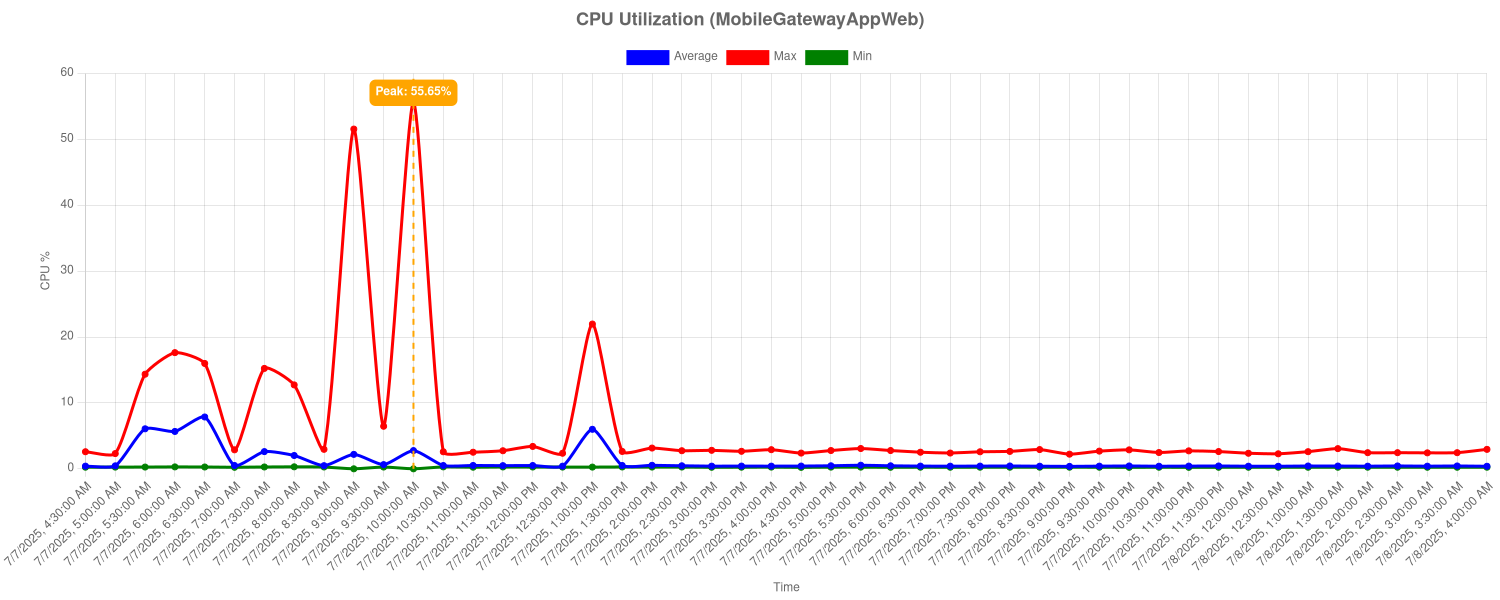 CPU Utilization (MobileGatewayAppWeb)
Average Max Min
Peak: 55.65%
60
50
40
30
20
10
0
CPU %
7/7/2025, 4:30:00 AM
7/7/2025, 5:00:00 AM
7/7/2025, 5:30:00 AM
7/7/2025, 6:00:00 AM
7/7/2025, 6:30:00 AM
7/7/2025, 7:00:00 AM
7/7/2025, 7:30:00 AM
7/7/2025, 8:00:00 AM
7/7/2025, 8:30:00 AM
7/7/2025, 9:00:00 AM
7/7/2025, 9:30:00 AM
7/7/2025, 10:00:00 AM
7/7/2025, 10:30:00 AM
7/7/2025, 11:00:00 AM
7/7/2025, 11:30:00 AM
7/7/2025, 12:00:00 PM
7/7/2025, 12:30:00 PM
7/7/2025, 1:00:00 PM
7/7/2025, 1:30:00 PM
7/7/2025, 2:00:00 PM
7/7/2025, 2:30:00 PM
7/7/2025, 3:00:00 PM
7/7/2025, 3:30:00 PM
7/7/2025, 4:00:00 PM
7/7/2025, 4:30:00 PM
7/7/2025, 5:00:00 PM
7/7/2025, 5:30:00 PM
7/7/2025, 6:00:00 PM
7/7/2025, 6:30:00 PM
7/7/2025, 7:00:00 PM
7/7/2025, 7:30:00 PM
7/7/2025, 8:00:00 PM
7/7/2025, 8:30:00 PM
7/7/2025, 9:00:00 PM
7/7/2025, 9:30:00 PM
7/7/2025, 10:00:00 PM
7/7/2025, 10:30:00 PM
7/7/2025, 11:00:00 PM
7/7/2025, 11:30:00 PM
7/8/2025, 12:00:00 AM
7/8/2025, 12:30:00 AM
7/8/2025, 1:00:00 AM
7/8/2025, 1:30:00 AM
7/8/2025, 2:00:00 AM
7/8/2025, 2:30:00 AM
7/8/2025, 3:00:00 AM
7/8/2025, 3:30:00 AM
7/8/2025, 4:00:00 AM
Time